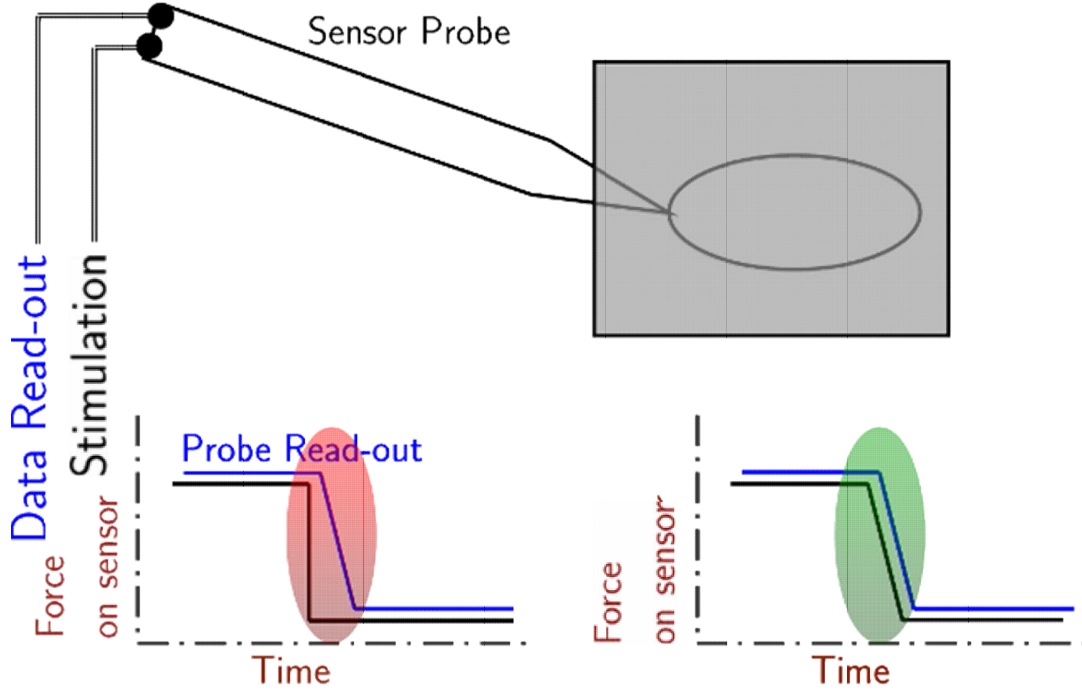 Sensor Probe
Data Read-out
Stimulation
Probe Read-out
Force
on sensor
Time
Force
on sensor
Time